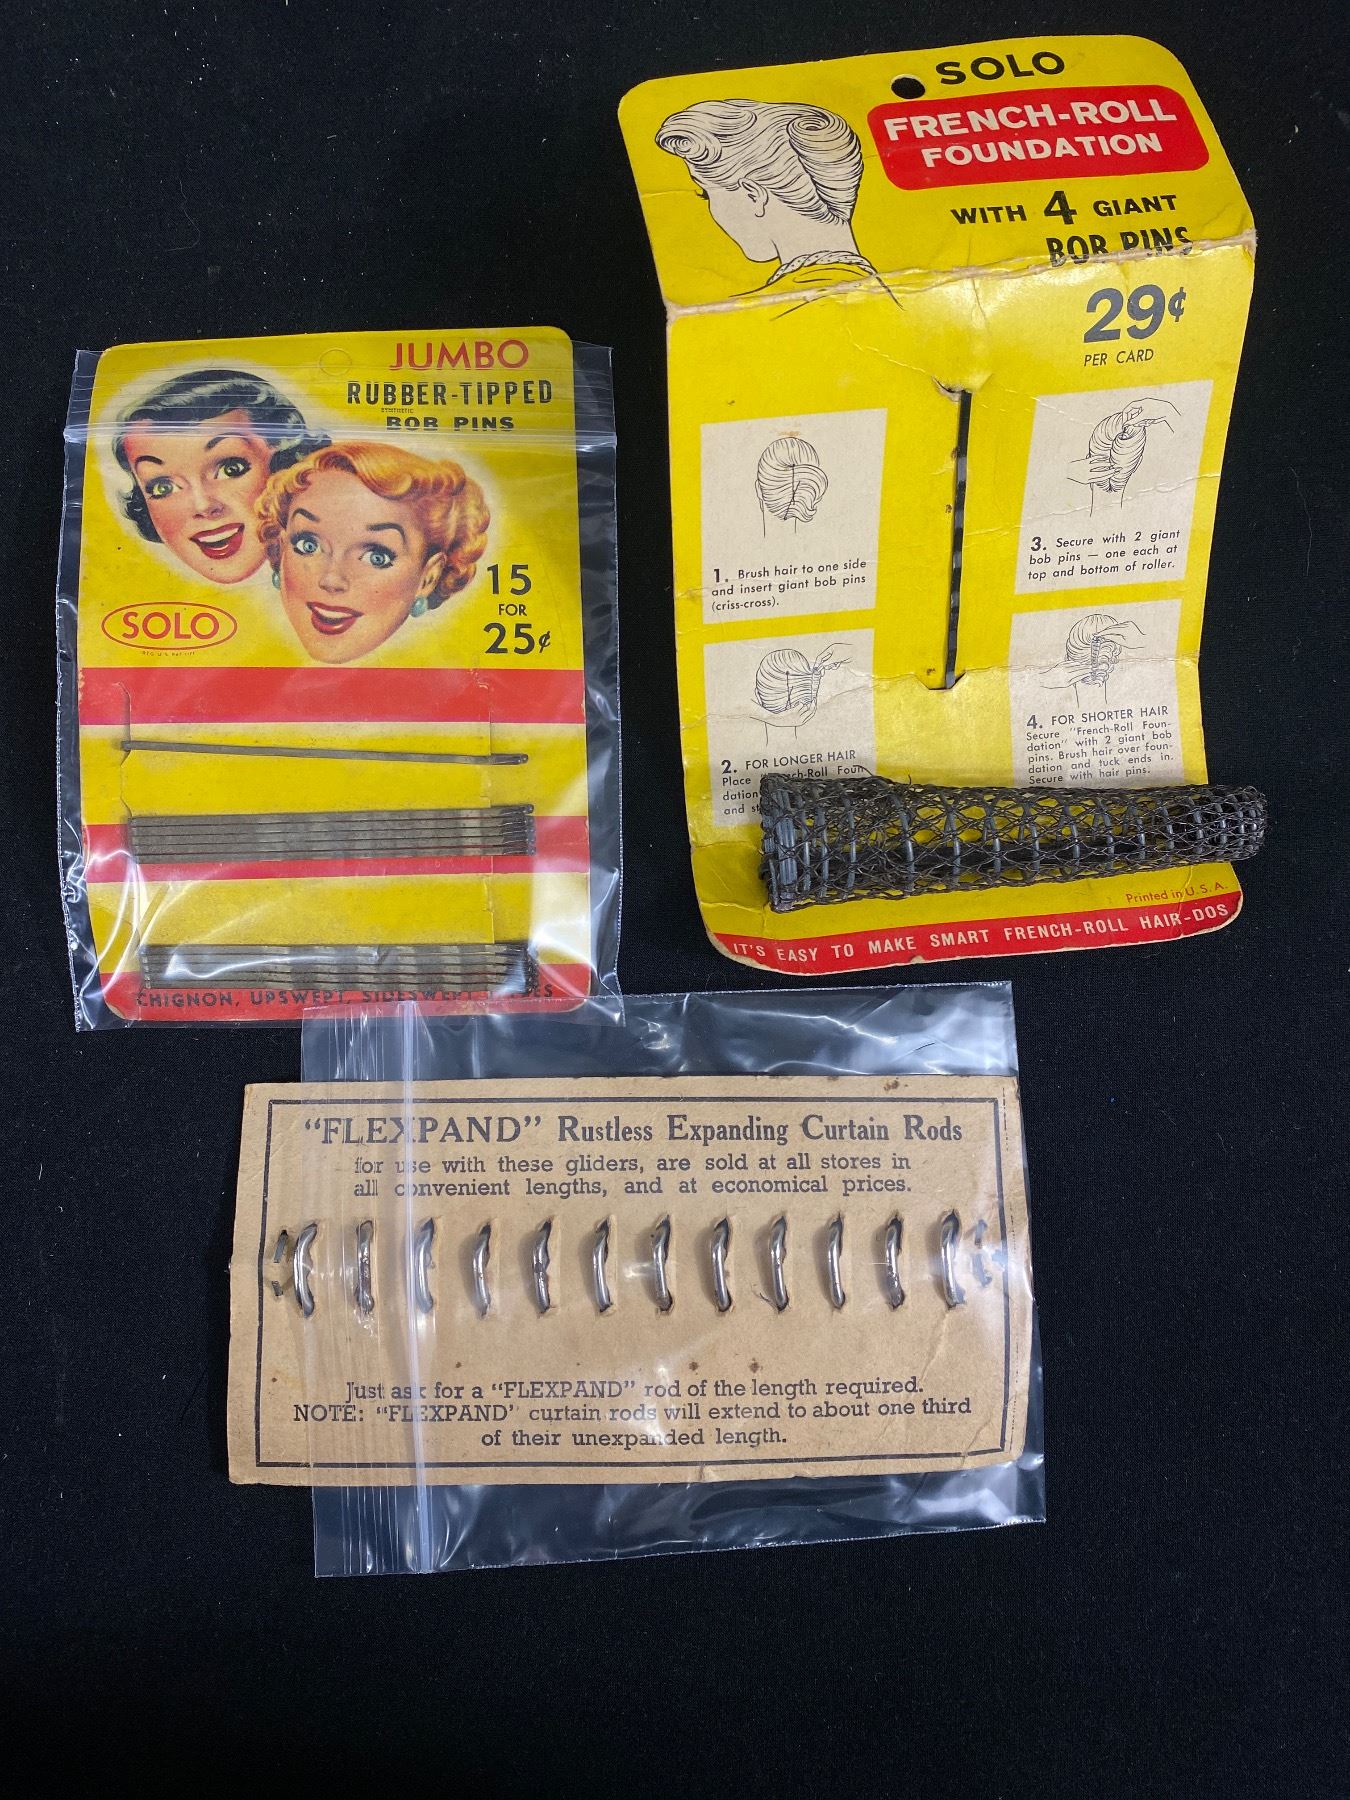 JUMBO
RUBBER-TIPPED
SYNTHETIC
BOB PINS
15
FOR
25¢
SOLO
CHIGNON, UPSWEPT, SIDESWEPT
SOLO
FRENCH-ROLL
FOUNDATION
WITH 4 GIANT
BOB PINS
29¢
PER CARD
1. Brush hair to one side
and insert giant bob pins
(criss-cross).
2. FOR LONGER HAIR
Place
dation
and
3. Secure with 2 giant
bob pins — one each at
top and bottom of roller.
4. FOR SHORTER HAIR
Secure "French-Roll Foun-
dation" with 2 giant bob
pins. Brush hair over foun-
dation and tuck ends in.
Secure with hair pins.
Printed in U.S.A.
IT'S EASY TO MAKE SMART FRENCH-ROLL HAIR-DOS
"FLEXPAND" Rustless Expanding Curtain Rods
for use with these gliders, are sold at all stores in
all convenient lengths, and at economical prices.
Just ask for a "FLEXPAND" rod of the length required.
NOTE: "FLEXPAND' curtain rods will extend to about one third
of their unexpanded length.